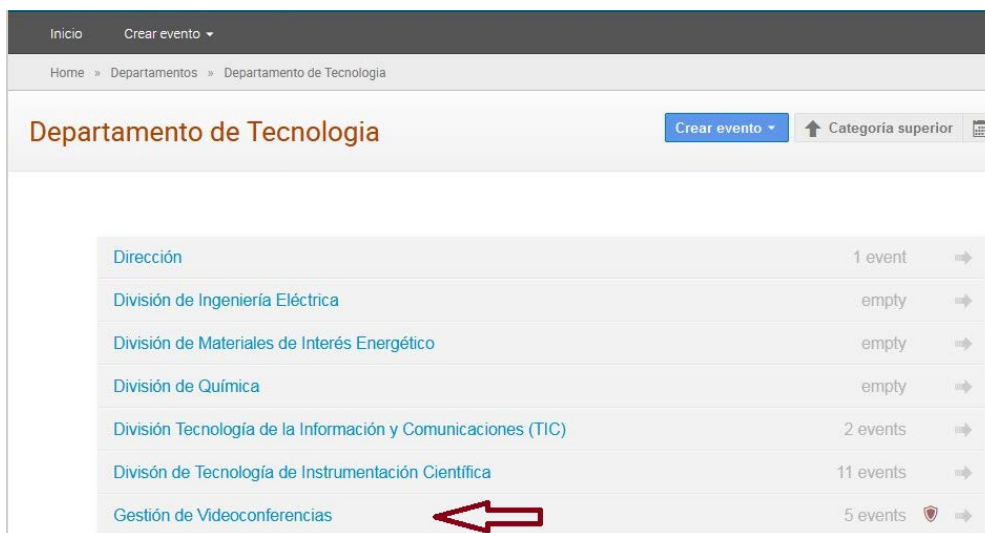 Inicio Crear evento
Home » Departamentos » Departamento de Tecnologia
Departamento de Tecnologia Crear evento Categoría superior
Dirección 1 event
División de Ingeniería Eléctrica empty
División de Materiales de Interés Energético empty
División de Química empty
División Tecnología de la Información y Comunicaciones (TIC) 2 events
Divisón de Tecnología de Instrumentación Científica 11 events
Gestión de Videoconferencias 5 events